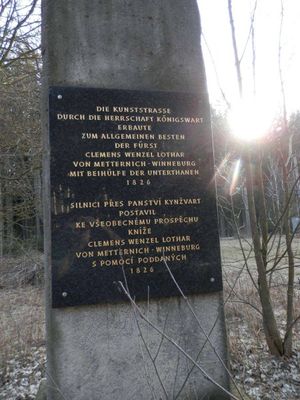 DIE KUNSTSTRASSE
DURCH DIE HERRSCHAFT KÖNIGSWART
ERBAUTE
ZUM ALLGEMEINEN BESTEN
DER FÜRST
CLEMENS WENZEL LOTHAR
VON METTERNICH - WINNEBURG
MIT BEIHÜLFE DER UNTERTHANEN
1826
SILNICI PŘES PANSTVÍ KYNŽVART
POSTAVIL
KE VŠEOBECNÉMU PROSPĚCHU
KNÍŽE
CLEMENS WENZEL LOTHAR
VON METTERNICH - WINNEBURG
S POMOCÍ PODDANÝCH
1826